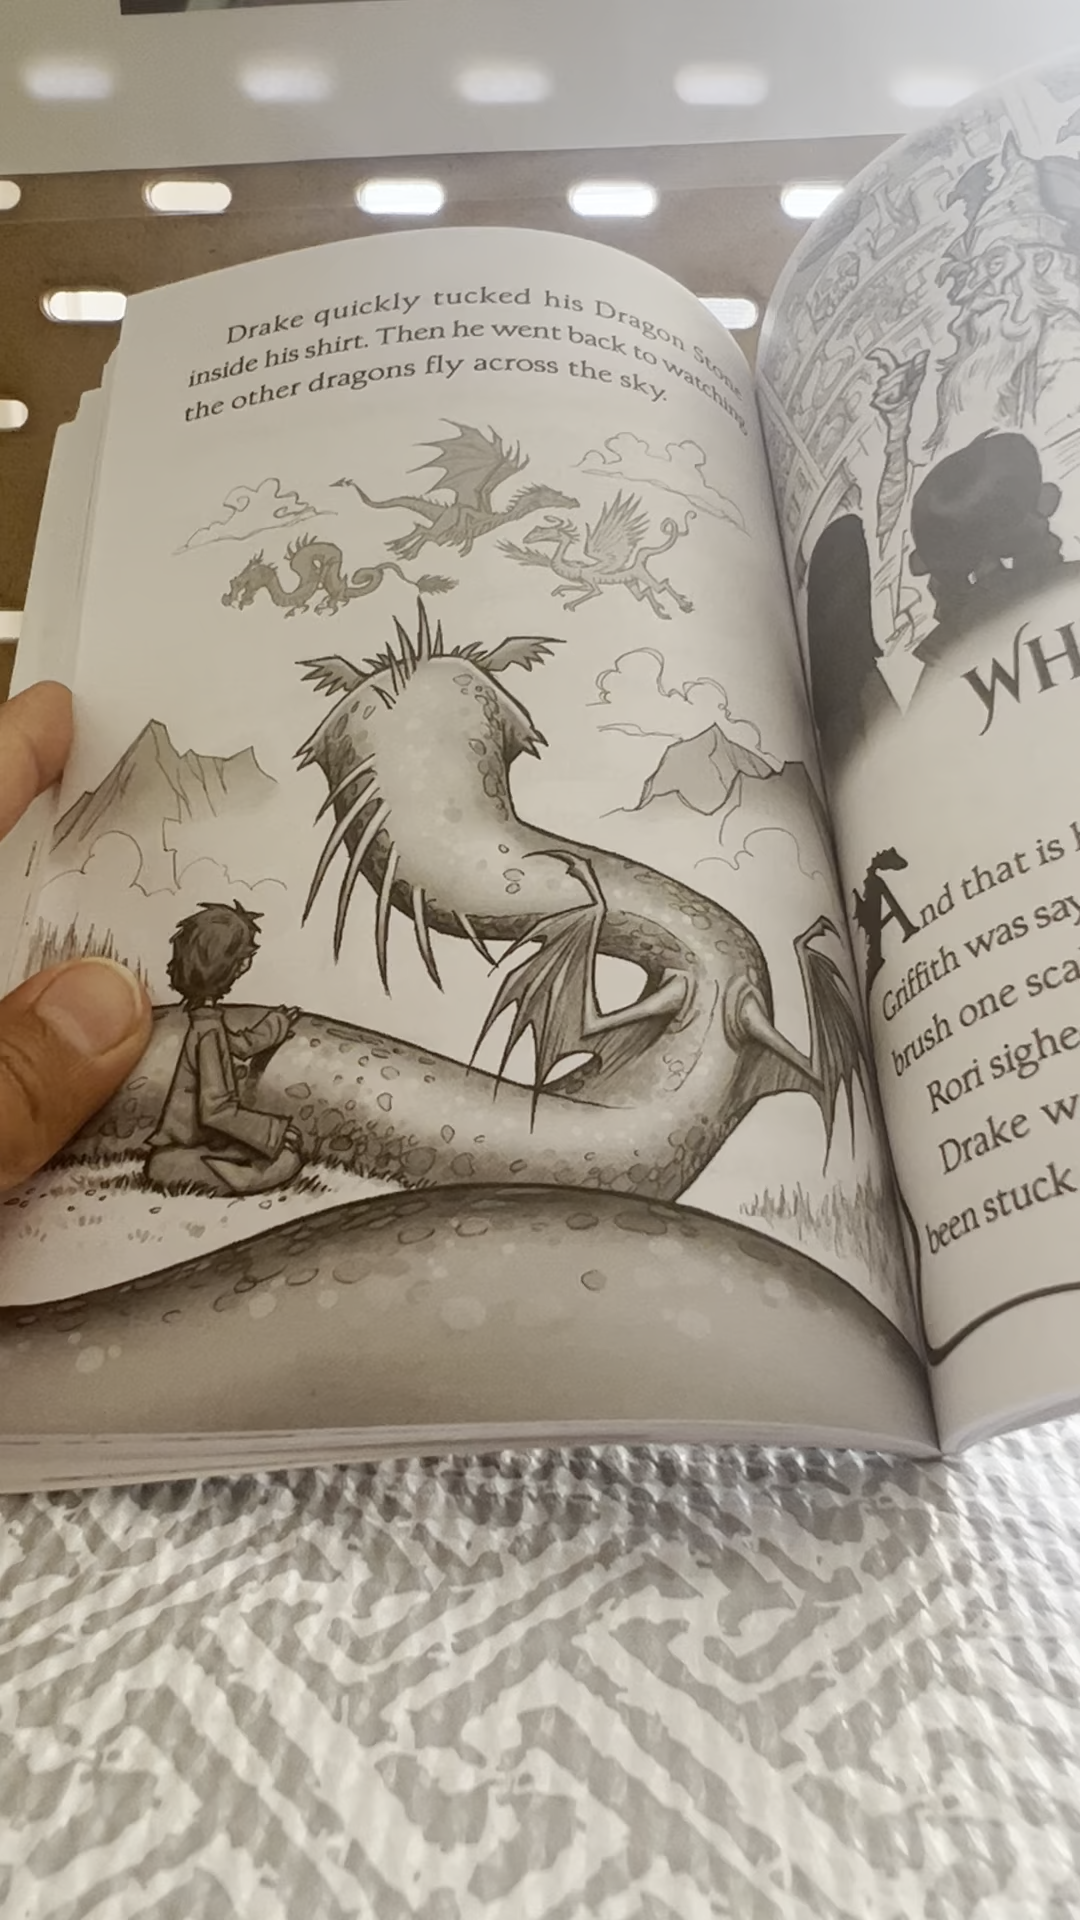 Drake quickly tucked his Dragon Stone
inside his shirt. Then he went back to watching
the other dragons fly across the sky.
WH
And that is
Griffith was say
brush one sca
Rori sighe
Drake w
been stuck